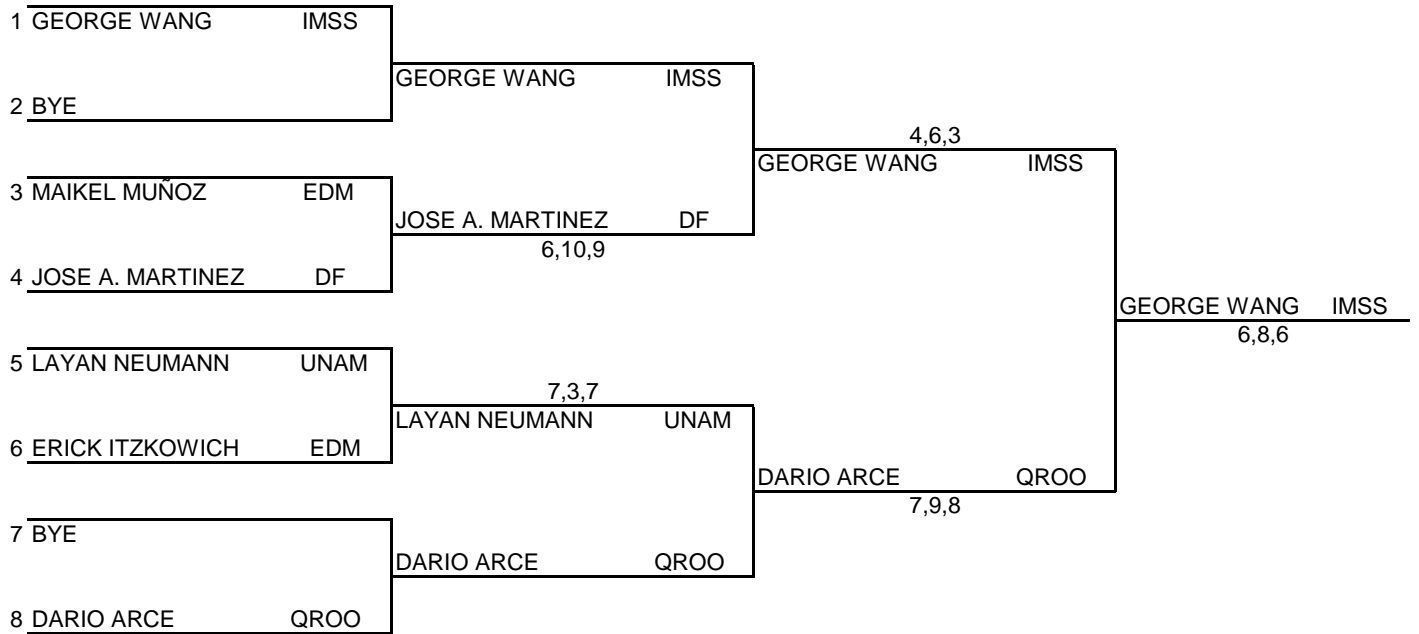 1 GEORGE WANG IMSS
GEORGE WANG IMSS
2 BYE
4,6,3
GEORGE WANG IMSS
3 MAIKEL MUÑOZ EDM
JOSE A. MARTINEZ DF
6,10,9
4 JOSE A. MARTINEZ DF
GEORGE WANG IMSS
6,8,6
5 LAYAN NEUMANN UNAM
7,3,7
LAYAN NEUMANN UNAM
6 ERICK ITZKOWICH EDM
DARIO ARCE QROO
7,9,8
7 BYE
DARIO ARCE QROO
8 DARIO ARCE QROO